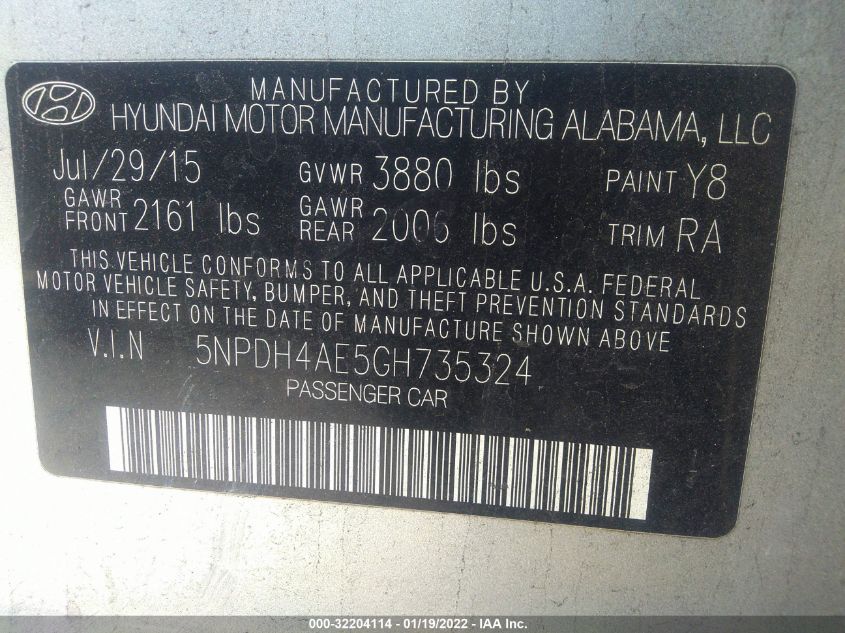 MANUFACTURED BY
HYUNDAI MOTOR MANUFACTURING ALABAMA, LLC
Jul/29/15 GVWR 3880 lbs PAINT Y8
GAWR FRONT 2161 lbs GAWR REAR 2006 lbs TRIM RA
THIS VEHICLE CONFORMS TO ALL APPLICABLE U.S.A. FEDERAL
MOTOR VEHICLE SAFETY, BUMPER, AND THEFT PREVENTION STANDARDS
IN EFFECT ON THE DATE OF MANUFACTURE SHOWN ABOVE
V.I.N 5NPDH4AE5GH735324
PASSENGER CAR
000-32204114 - 01/19/2022 - IAA Inc.